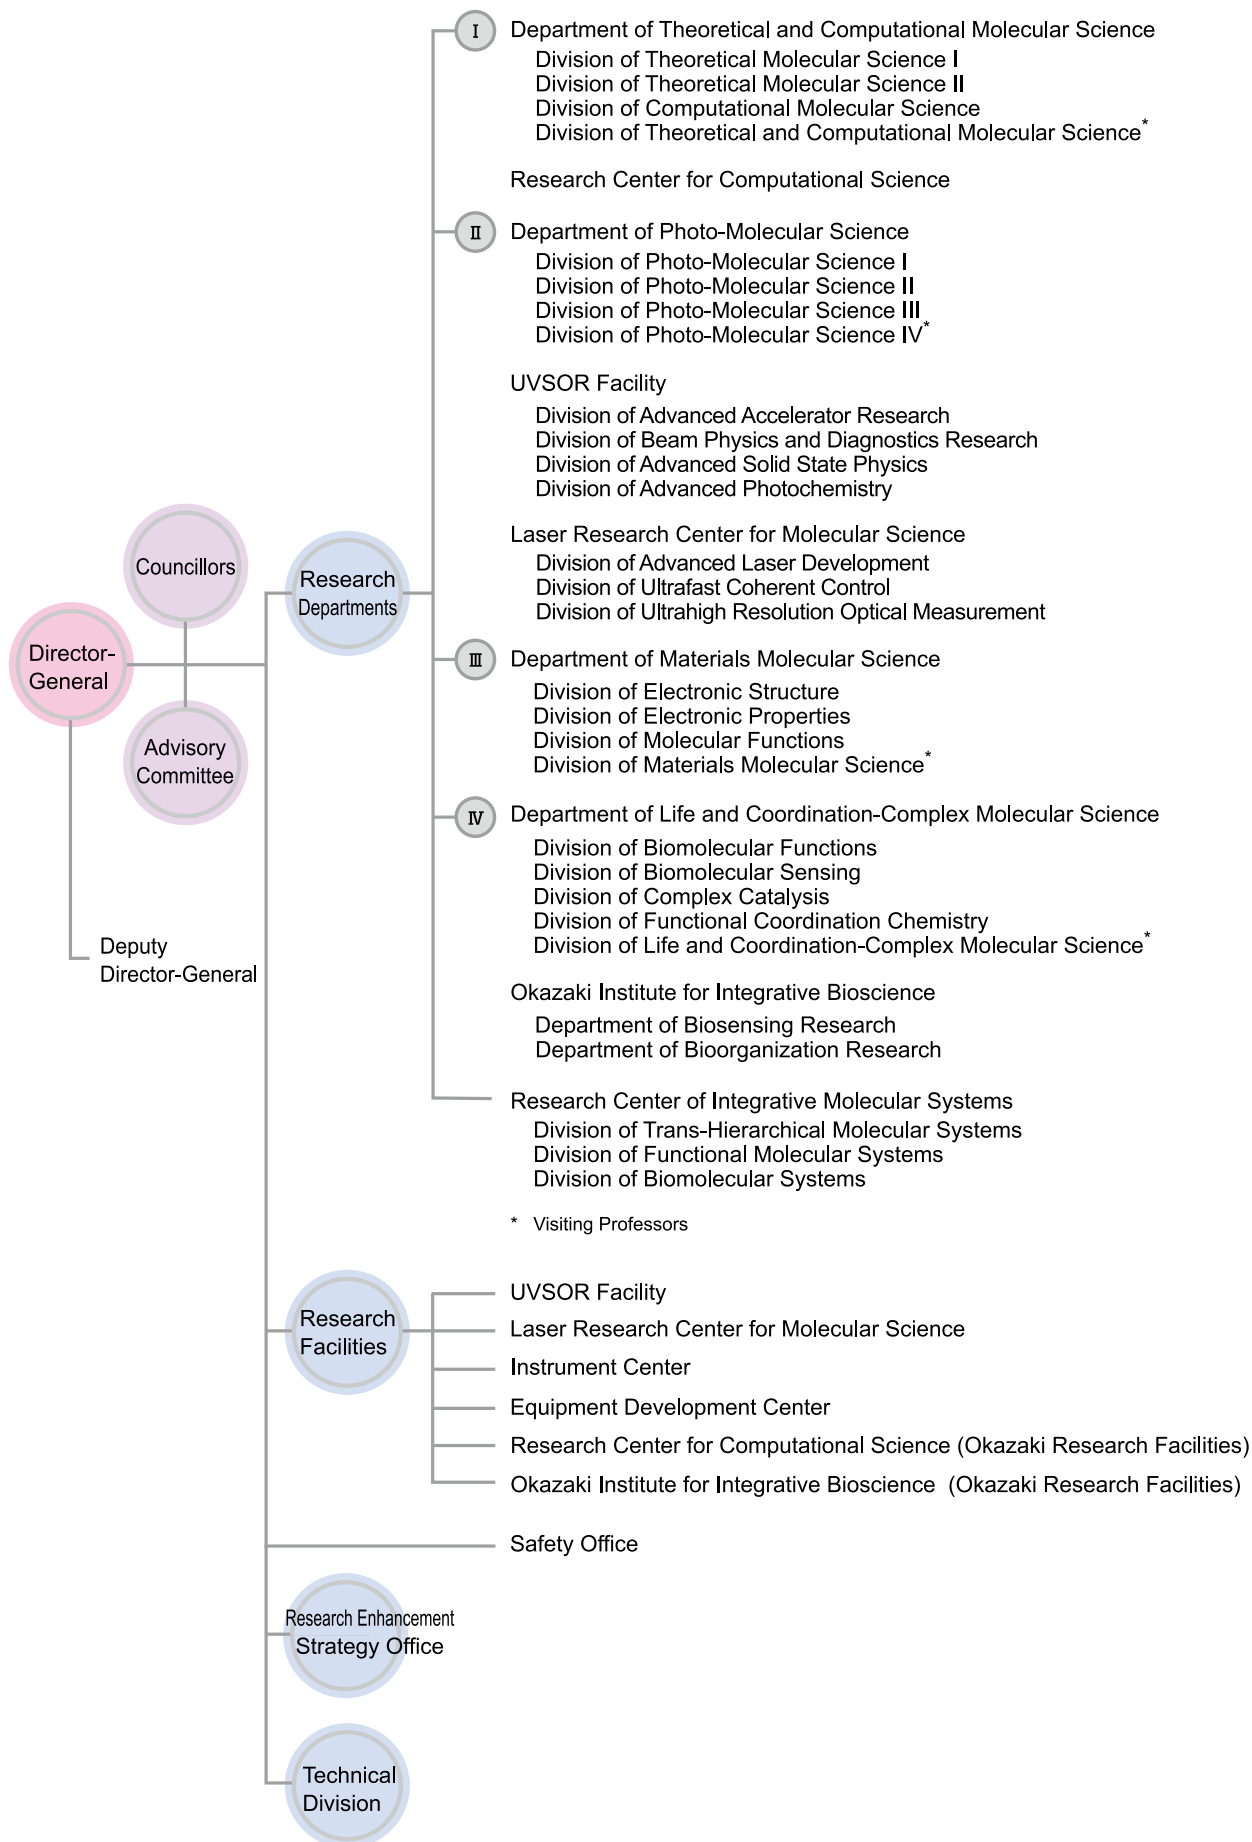 I
Department of Theoretical and Computational Molecular Science
Division of Theoretical Molecular Science I
Division of Theoretical Molecular Science II
Division of Computational Molecular Science
Division of Theoretical and Computational Molecular Science*
Research Center for Computational Science
II
Department of Photo-Molecular Science
Division of Photo-Molecular Science I
Division of Photo-Molecular Science II
Division of Photo-Molecular Science III
Division of Photo-Molecular Science IV*
UVSOR Facility
Division of Advanced Accelerator Research
Division of Beam Physics and Diagnostics Research
Division of Advanced Solid State Physics
Division of Advanced Photochemistry
Laser Research Center for Molecular Science
Division of Advanced Laser Development
Division of Ultrafast Coherent Control
Division of Ultrahigh Resolution Optical Measurement
Councillors
Research
Departments
Director-
General
Advisory
Committee
Deputy
Director-General
III
Department of Materials Molecular Science
Division of Electronic Structure
Division of Electronic Properties
Division of Molecular Functions
Division of Materials Molecular Science*
IV
Department of Life and Coordination-Complex Molecular Science
Division of Biomolecular Functions
Division of Biomolecular Sensing
Division of Complex Catalysis
Division of Functional Coordination Chemistry
Division of Life and Coordination-Complex Molecular Science*
Okazaki Institute for Integrative Bioscience
Department of Biosensing Research
Department of Bioorganization Research
Research Center of Integrative Molecular Systems
Division of Trans-Hierarchical Molecular Systems
Division of Functional Molecular Systems
Division of Biomolecular Systems
* Visiting Professors
Research
Facilities
UVSOR Facility
Laser Research Center for Molecular Science
Instrument Center
Equipment Development Center
Research Center for Computational Science (Okazaki Research Facilities)
Okazaki Institute for Integrative Bioscience (Okazaki Research Facilities)
Safety Office
Research Enhancement
Strategy Office
Technical
Division